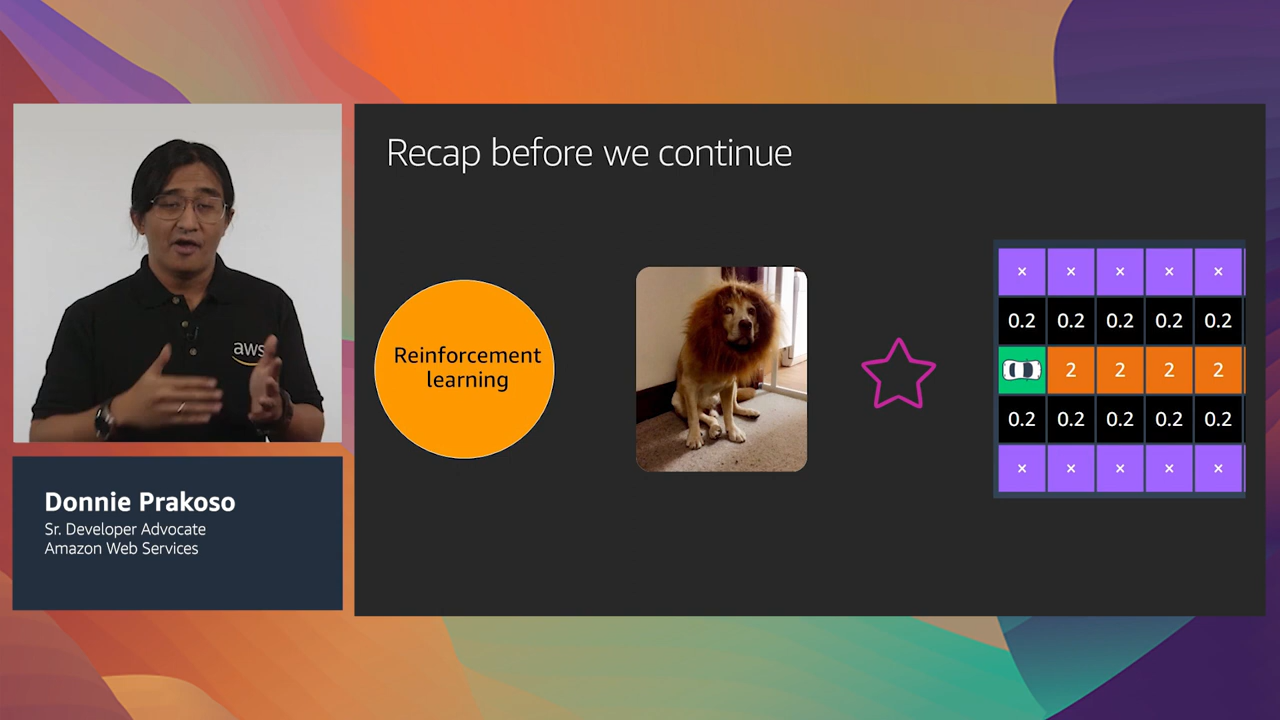 Recap before we continue
aws
Reinforcement
learning
× × × × ×
0.2 0.2 0.2 0.2 0.2
2 2 2 2
0.2 0.2 0.2 0.2 0.2
× × × × ×
Donnie Prakoso
Sr. Developer Advocate
Amazon Web Services